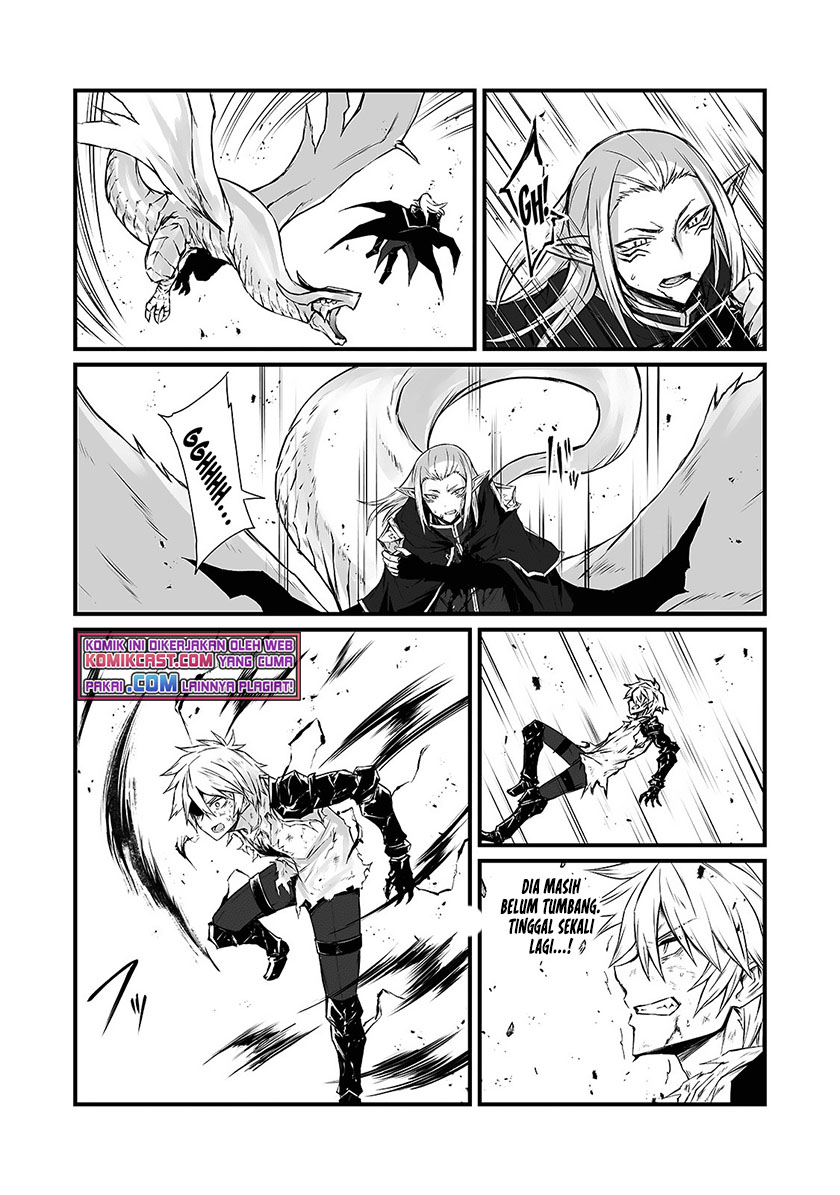 GH!
GGHHHH...
KOMIK INI DIKERJAKAN OLEH WEB
KOMIKCAST.COM YANG CUMA
PAKAI .COM LAINNYA PLAGIAT!
DIA MASIH
BELUM TUMBANG.
TINGGAL SEKALI
LAGI...!